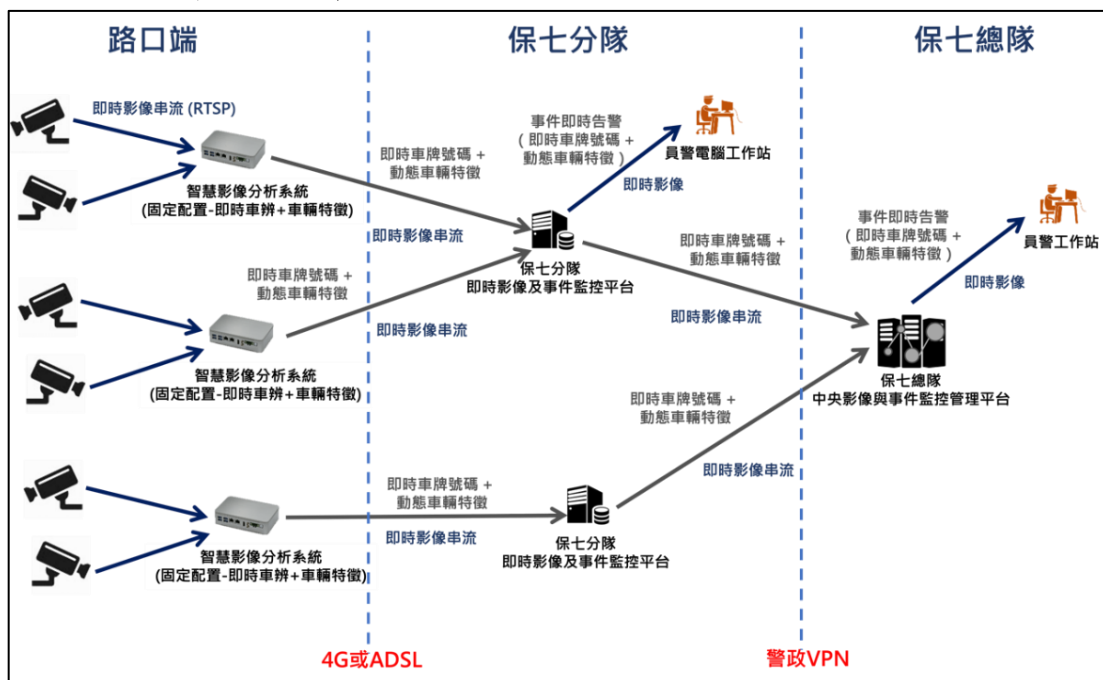 路口端
保七分隊
保七總隊
即時影像串流 (RTSP)
智慧影像分析系統
(固定配置-即時車辨+車輛特徵)
即時車牌號碼 +
動態車輛特徵
即時影像串流
事件即時告警
( 即時車牌號碼 +
動態車輛特徵 )
即時影像
員警電腦工作站
保七分隊
即時影像及事件監控平台
即時車牌號碼 +
動態車輛特徵
即時影像串流
事件即時告警
( 即時車牌號碼 +
動態車輛特徵 )
即時影像
員警工作站
智慧影像分析系統
(固定配置-即時車辨+車輛特徵)
即時車牌號碼 +
動態車輛特徵
即時影像串流
保七總隊
中央影像與事件監控管理平台
即時車牌號碼 +
動態車輛特徵
即時影像串流
智慧影像分析系統
(固定配置-即時車辨+車輛特徵)
即時車牌號碼 +
動態車輛特徵
即時影像串流
保七分隊
即時影像及事件監控平台
4G或ADSL
警政VPN